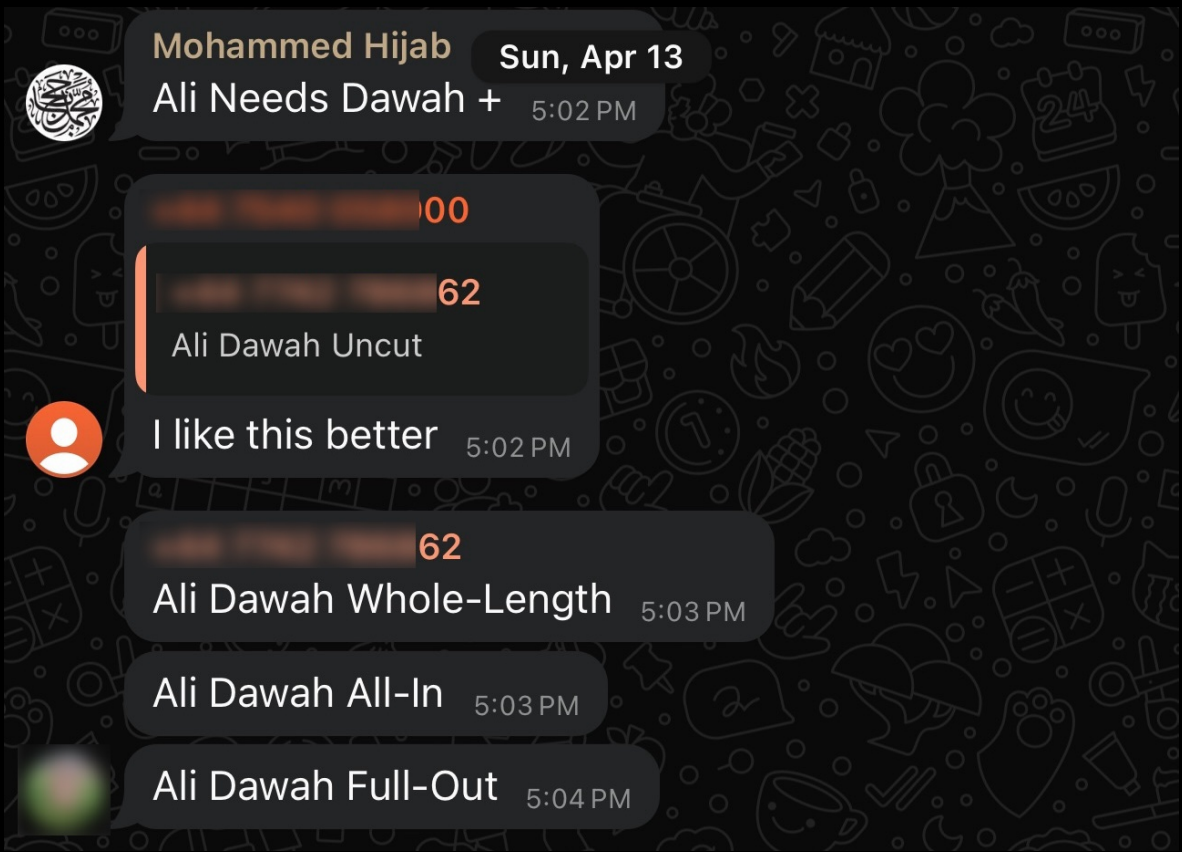 Mohammed Hijab
Sun, Apr 13
Ali Needs Dawah + 5:02 PM
00
62
Ali Dawah Uncut
I like this better 5:02 PM
62
Ali Dawah Whole-Length 5:03 PM
Ali Dawah All-In 5:03 PM
Ali Dawah Full-Out 5:04 PM